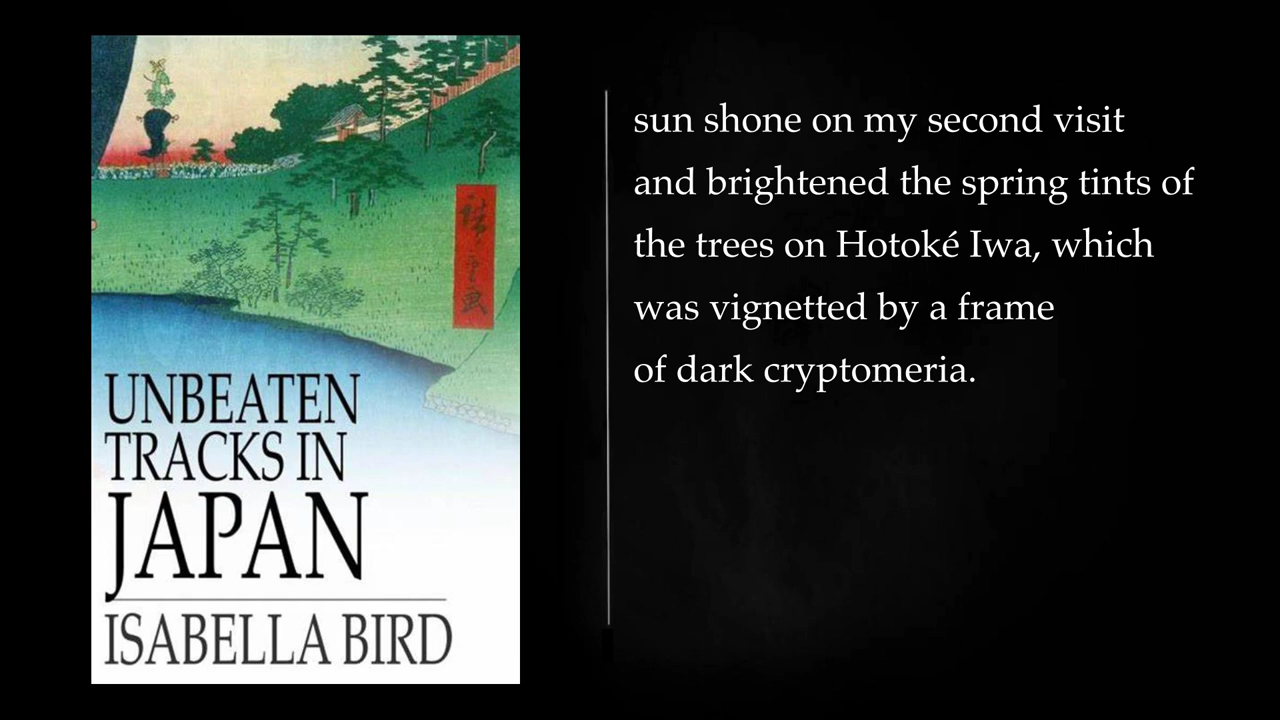 UNBEATEN
TRACKS IN
JAPAN
ISABELLA BIRD
sun shone on my second visit
and brightened the spring tints of
the trees on Hotoké Iwa, which
was vignetted by a frame
of dark cryptomeria.